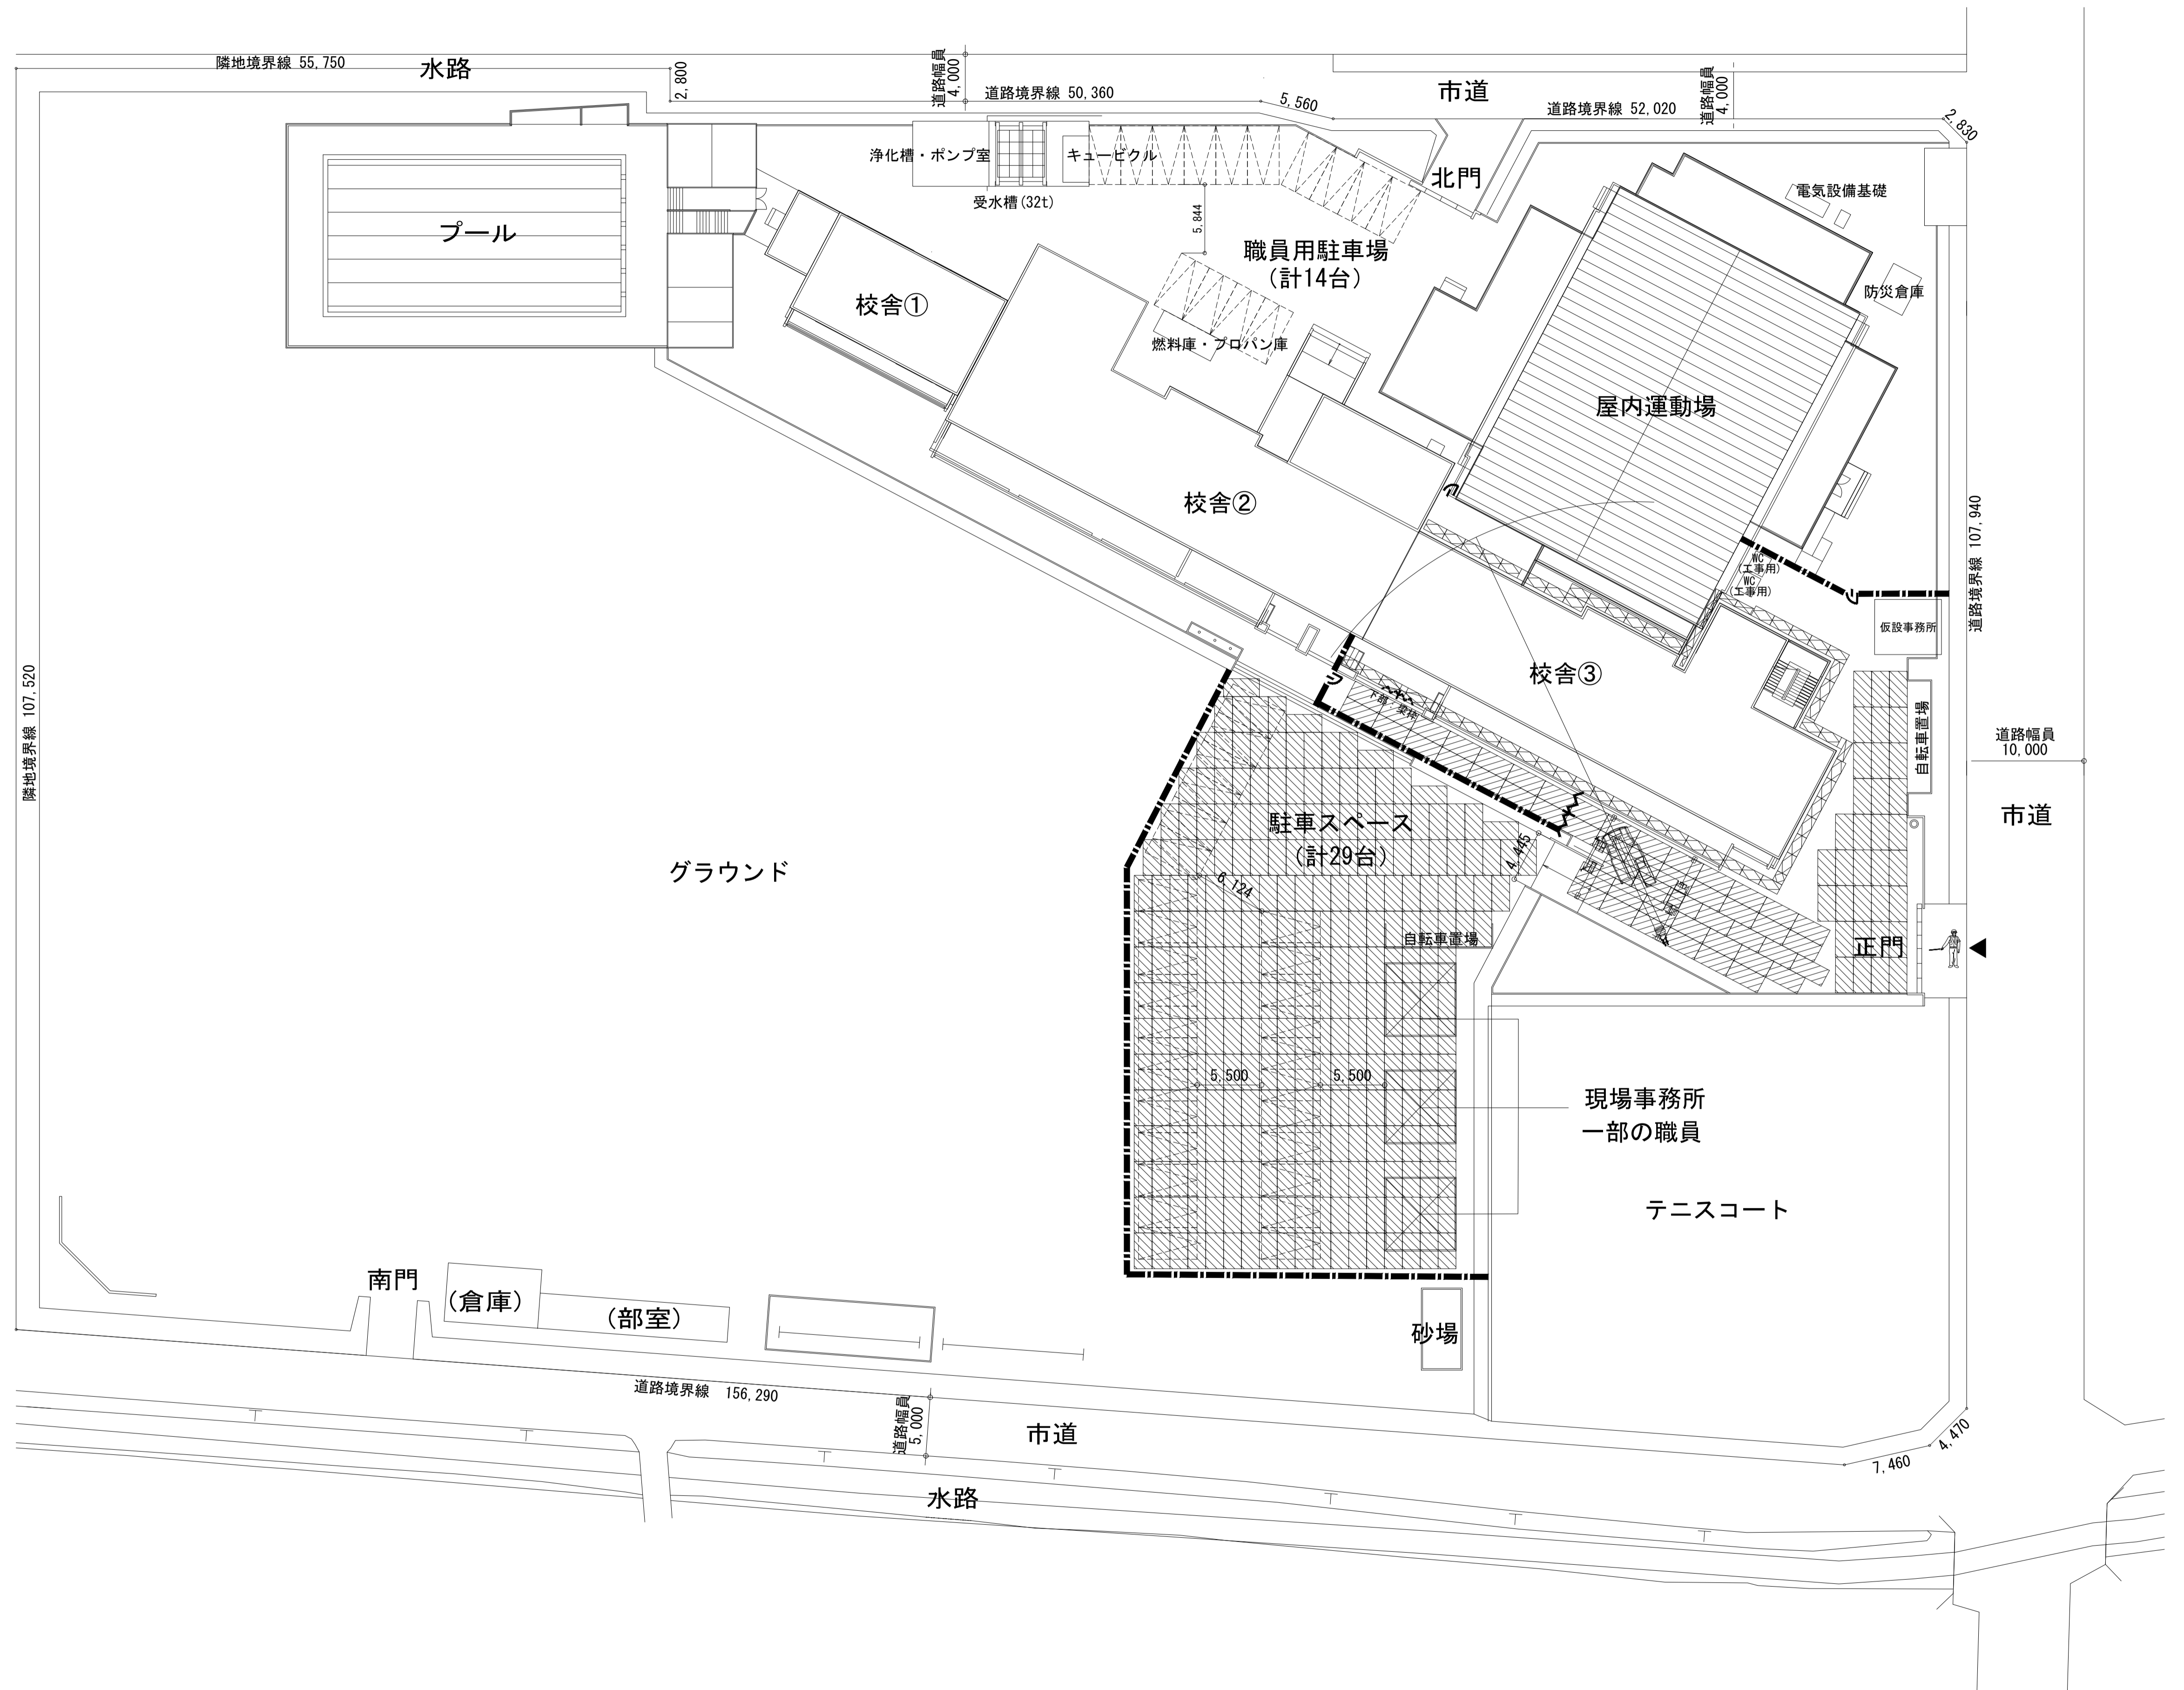 隣地境界線 55,750
水路
2,800
道路幅員
4,000
道路境界線 50,360
5,560
市道
道路境界線 52,020
道路幅員
4,000
2,830
浄化槽・ポンプ室
キュービクル
受水槽(32t)
北門
電気設備基礎
プール
5,844
職員用駐車場
(計14台)
校舎①
防災倉庫
燃料庫・プロパン庫
屋内運動場
校舎②
道路境界線 107,940
WC
(工事用)
WC
(工事用)
仮設事務所
校舎③
隣地境界線 107,520
自転車置場
道路幅員
10,000
市道
駐車スペース
(計29台)
4,445
グラウンド
6,124
自転車置場
正門
5,500
5,500
現場事務所
一部の職員
テニスコート
南門
(倉庫)
(部室)
砂場
道路境界線 156,290
道路幅員
5,000
市道
4,470
7,460
水路